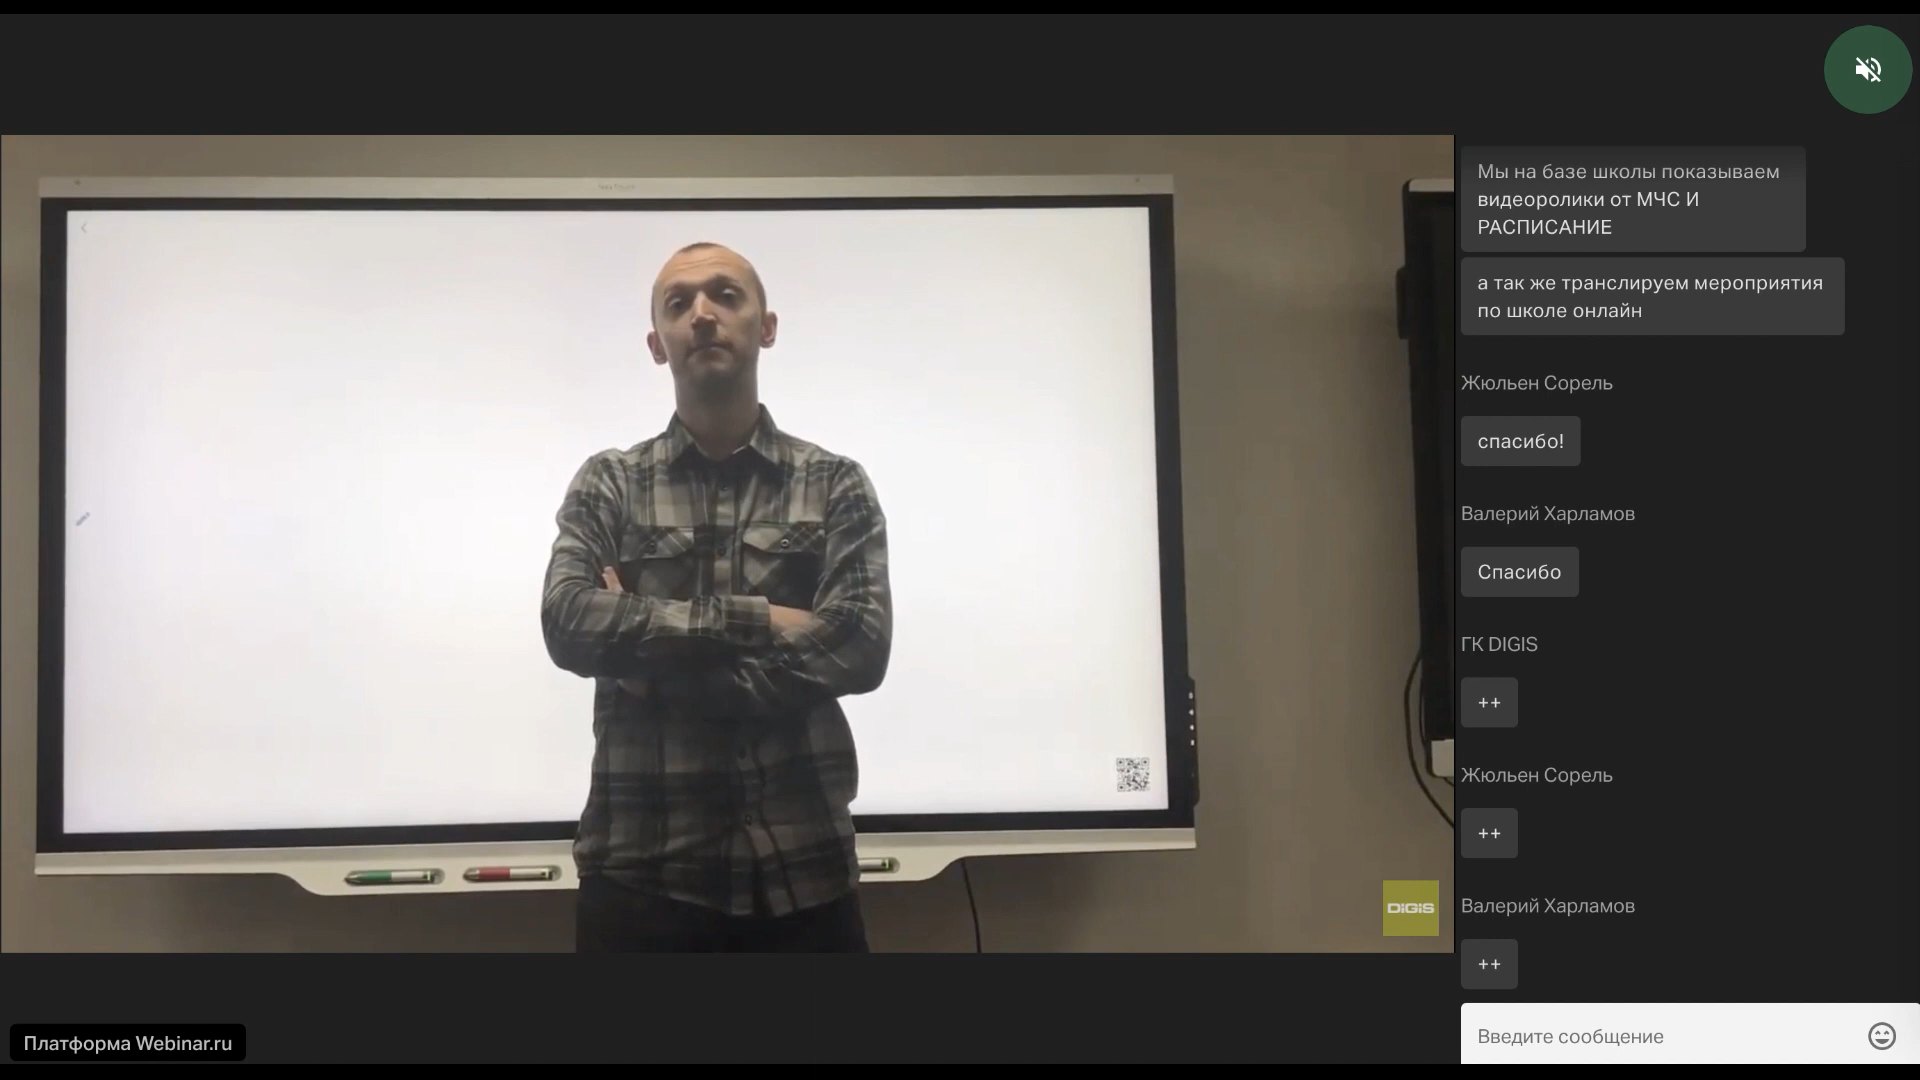 Мы на базе школы показываем
видеоролики от МЧС И
РАСПИСАНИЕ
а так же транслируем мероприятия
по школе онлайн
Жюльен Сорель
спасибо!
Валерий Харламов
Спасибо
ГК DIGIS
++
Жюльен Сорель
++
Валерий Харламов
++
DIGIS
Платформа Webinar.ru
Введите сообщение